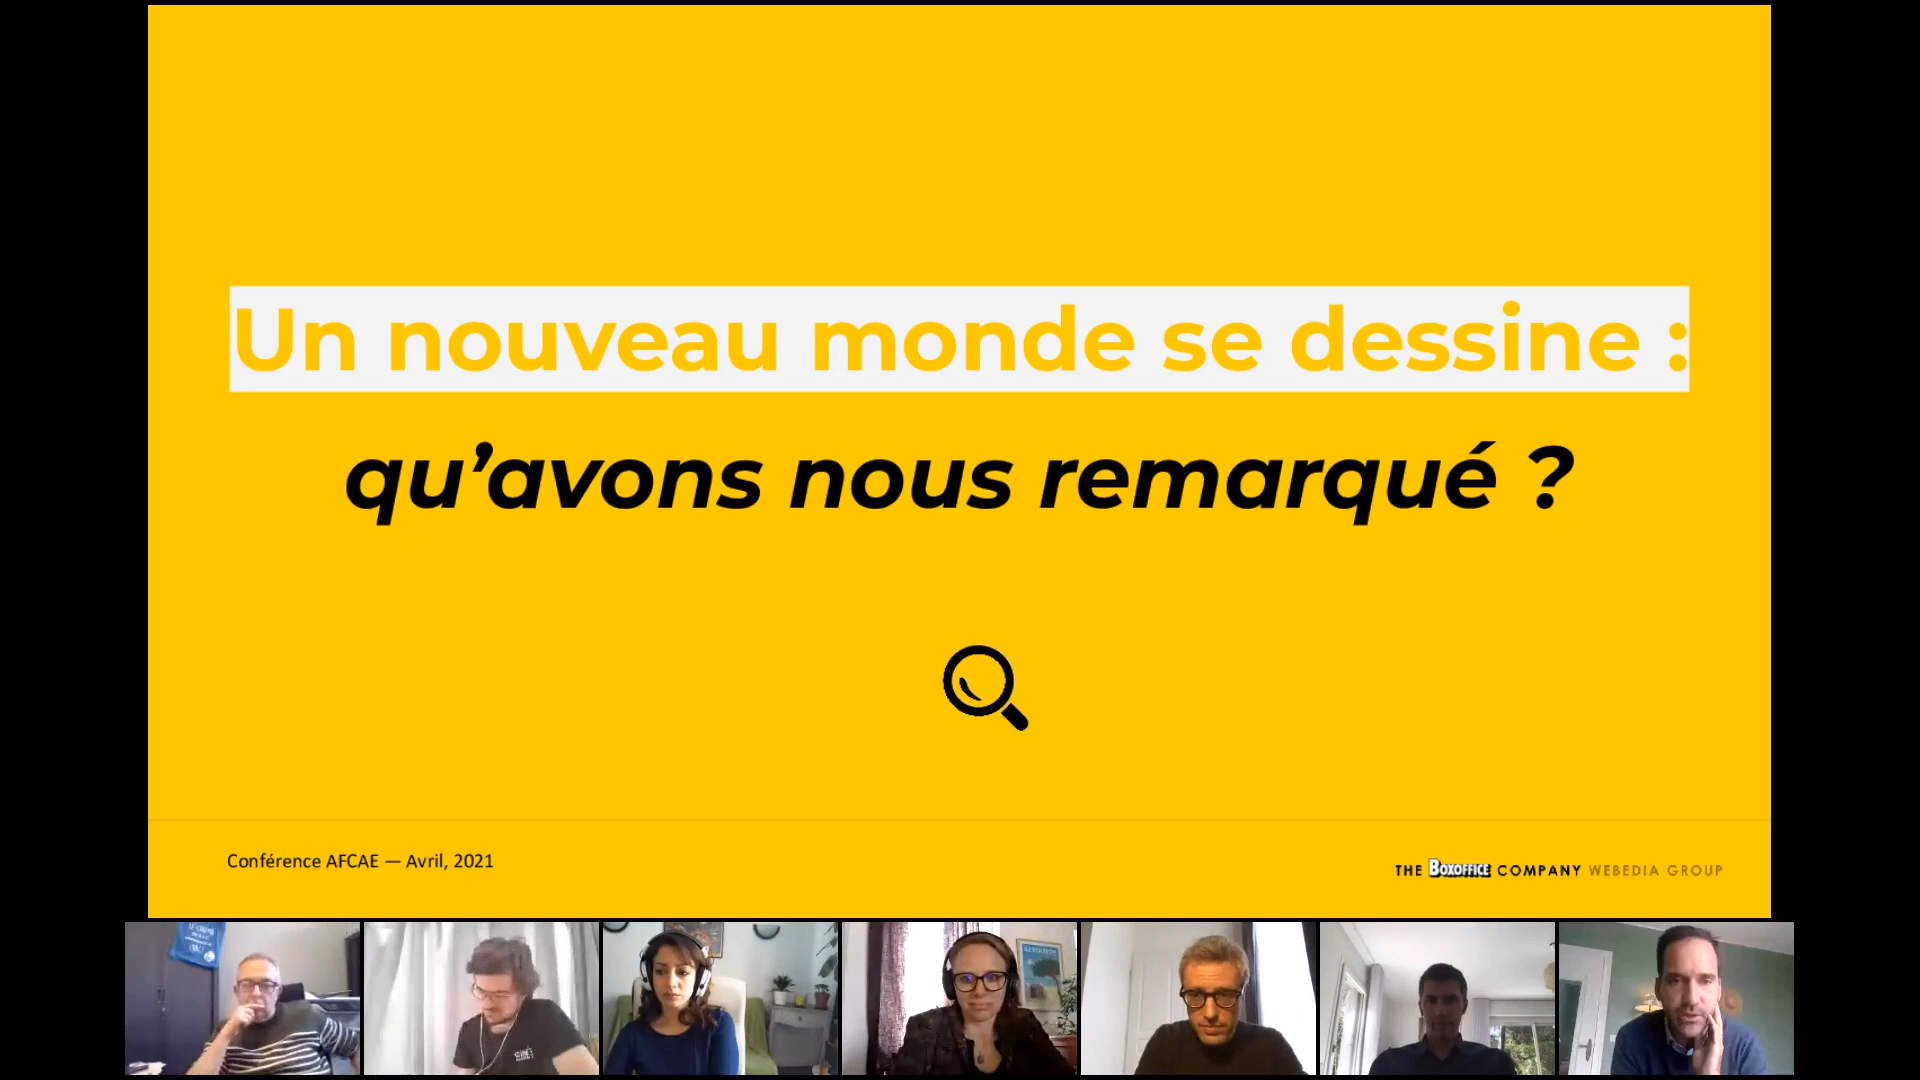 Un nouveau monde se dessine :
qu’avons nous remarqué ?
Conférence AFCAE — Avril, 2021
THE BOXOFFICE COMPANY WEBEDIA GROUP